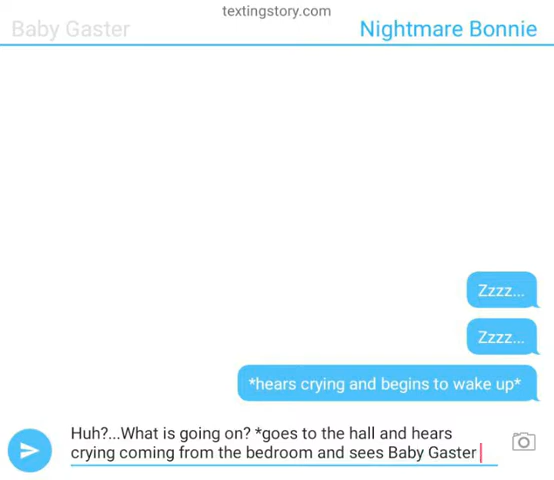 textingstory.com
Baby Gaster
Nightmare Bonnie
Zzzz...
Zzzz...
*hears crying and begins to wake up*
Huh?...What is going on? *goes to the hall and hears
crying coming from the bedroom and sees Baby Gaster